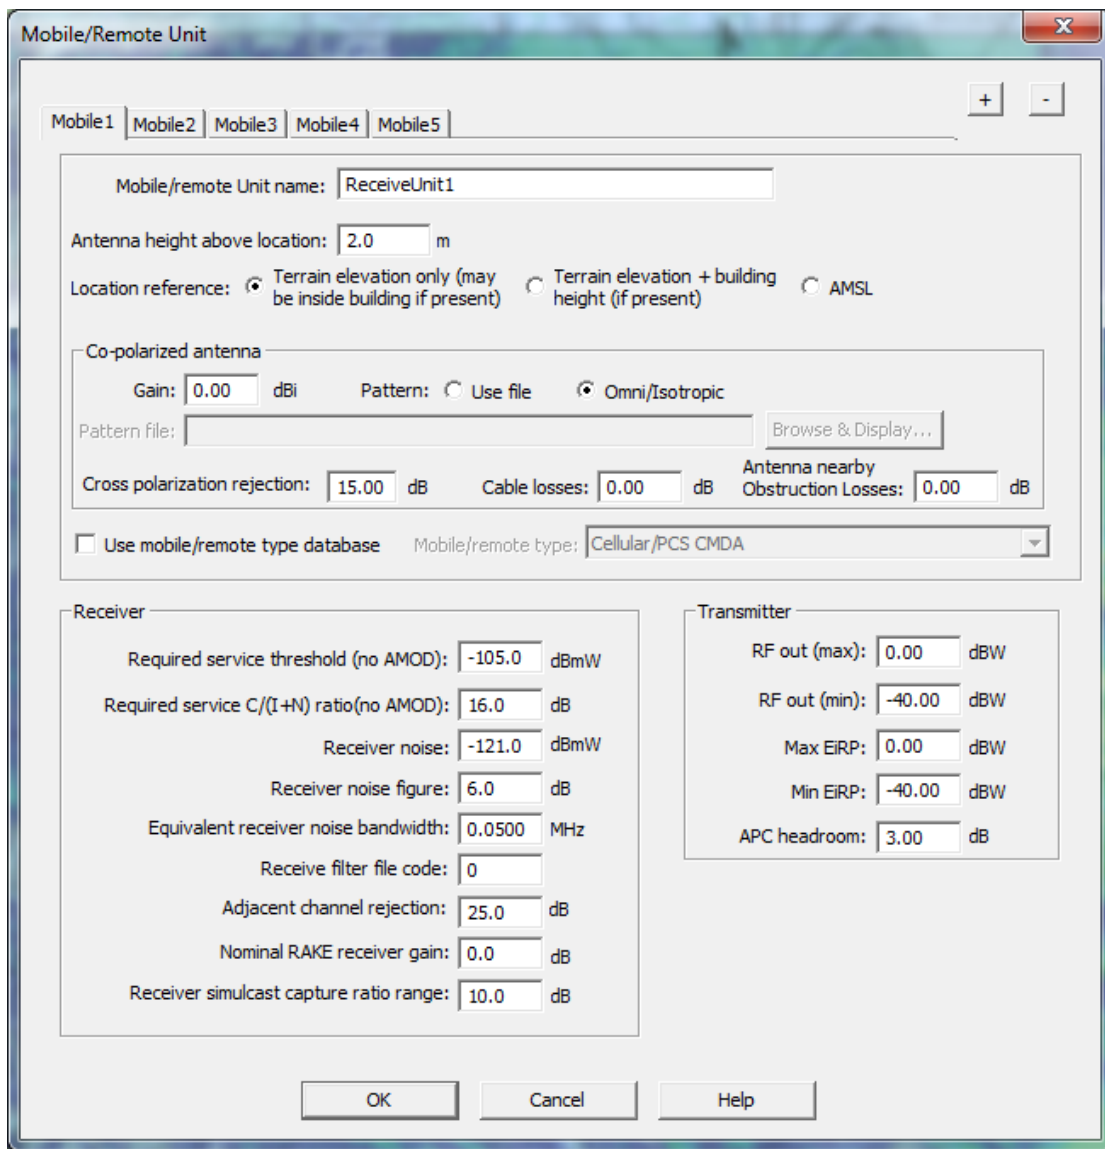 Mobile/Remote Unit
X
+ -
Mobile1 Mobile2 Mobile3 Mobile4 Mobile5
Mobile/remote Unit name: ReceiveUnit1
Antenna height above location: 2.0 m
Location reference: Terrain elevation only (may be inside building if present) Terrain elevation + building height (if present) AMSL
Co-polarized antenna
Gain: 0.00 dBi Pattern: Use file Omni/Isotropic
Pattern file: Browse & Display...
Cross polarization rejection: 15.00 dB Cable losses: 0.00 dB Antenna nearby Obstruction Losses: 0.00 dB
Use mobile/remote type database Mobile/remote type: Cellular/PCS CMDA
Receiver
Required service threshold (no AMOD): -105.0 dBmW
Required service C/(I+N) ratio(no AMOD): 16.0 dB
Receiver noise: -121.0 dBmW
Receiver noise figure: 6.0 dB
Equivalent receiver noise bandwidth: 0.0500 MHz
Receive filter file code: 0
Adjacent channel rejection: 25.0 dB
Nominal RAKE receiver gain: 0.0 dB
Receiver simulcast capture ratio range: 10.0 dB
Transmitter
RF out (max): 0.00 dBW
RF out (min): -40.00 dBW
Max EiRP: 0.00 dBW
Min EiRP: -40.00 dBW
APC headroom: 3.00 dB
OK Cancel Help